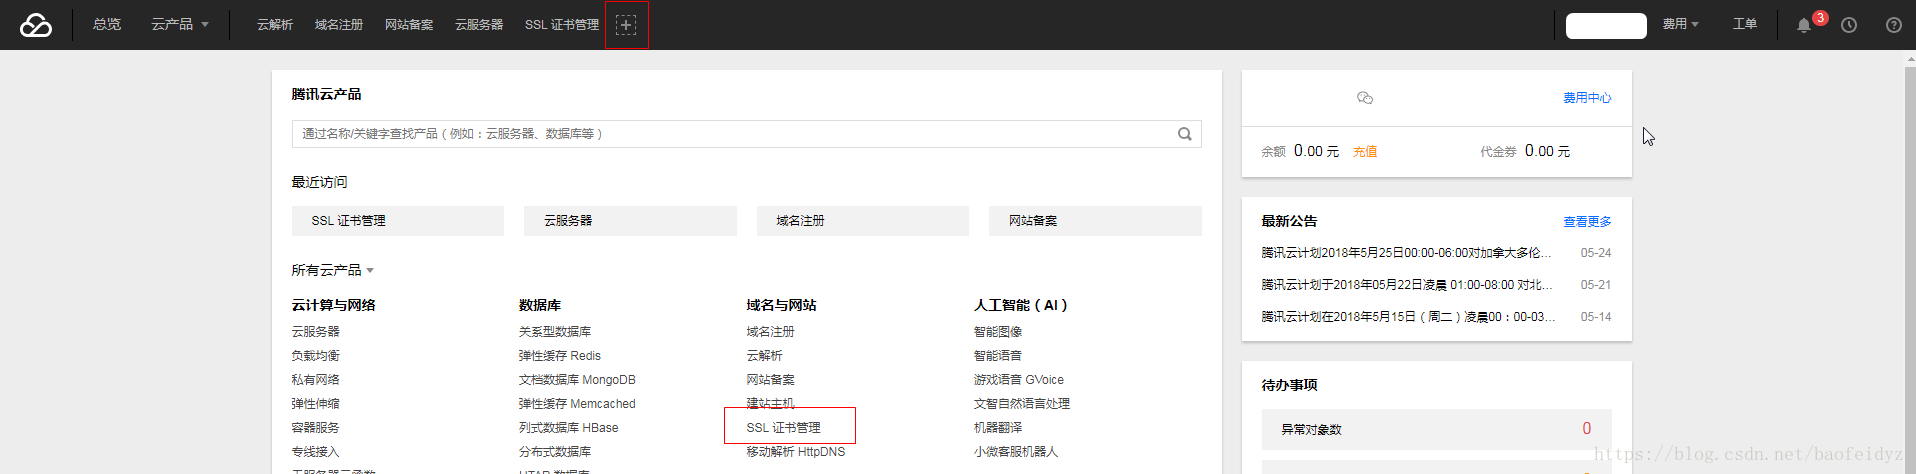 总览 云产品 云解析 域名注册 网站备案 云服务器 SSL 证书管理 费用 工单 3
腾讯云产品
通过名称/关键字查找产品（例如：云服务器、数据库等）
最近访问
SSL 证书管理 云服务器 域名注册 网站备案
所有云产品
云计算与网络 数据库 域名与网站 人工智能（AI）
云服务器 关系型数据库 域名注册 智能图像
负载均衡 弹性缓存 Redis 云解析 智能语音
私有网络 文档数据库 MongoDB 网站备案 游戏语音 GVoice
弹性伸缩 弹性缓存 Memcached 建站主机 文智自然语言处理
容器服务 列式数据库 HBase SSL 证书管理 机器翻译
专线接入 分布式数据库 移动解析 HttpDNS 小微客服机器人
费用中心
余额 0.00 元 充值 代金券 0.00 元
最新公告 查看更多
腾讯云计划2018年5月25日00:00-06:00对加拿大多伦... 05-24
腾讯云计划于2018年05月22日凌晨 01:00-08:00 对北... 05-21
腾讯云计划在2018年5月15日（周二）凌晨00：00-03... 05-14
待办事项
异常对象数 0
https://blog.csdn.net/baofeidyz